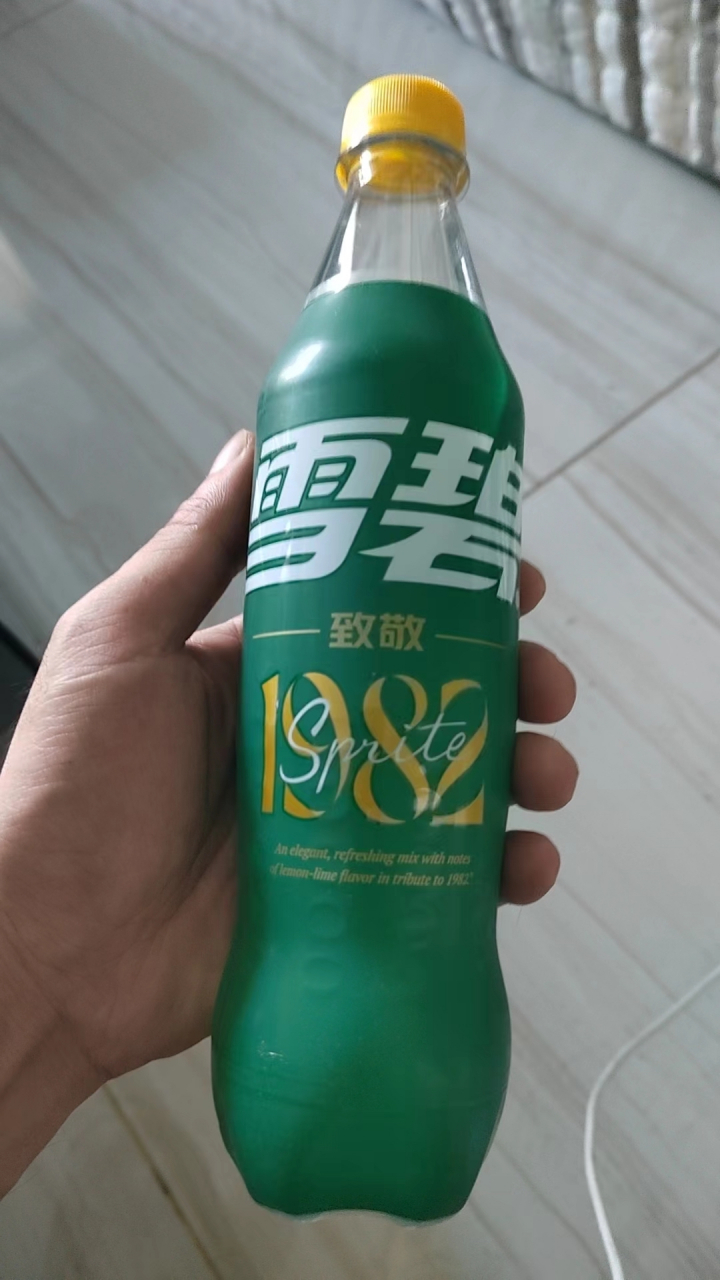 雪碧
致敬
1982
Sprite
An elegant, refreshing mix with notes
of lemon-lime flavor in tribute to 1982.